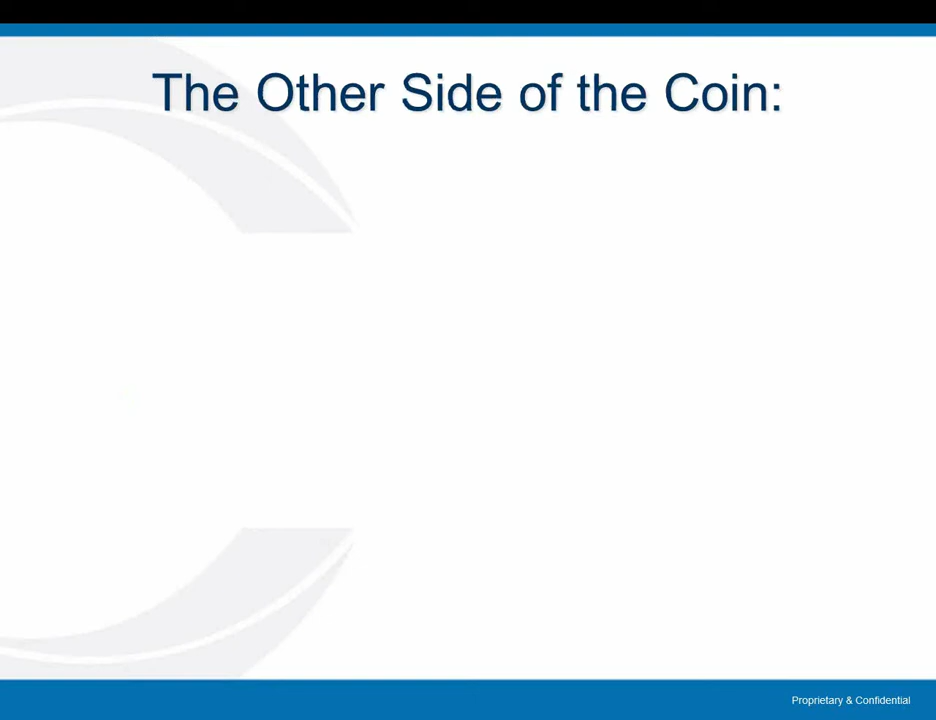 The Other Side of the Coin:
Proprietary & Confidential